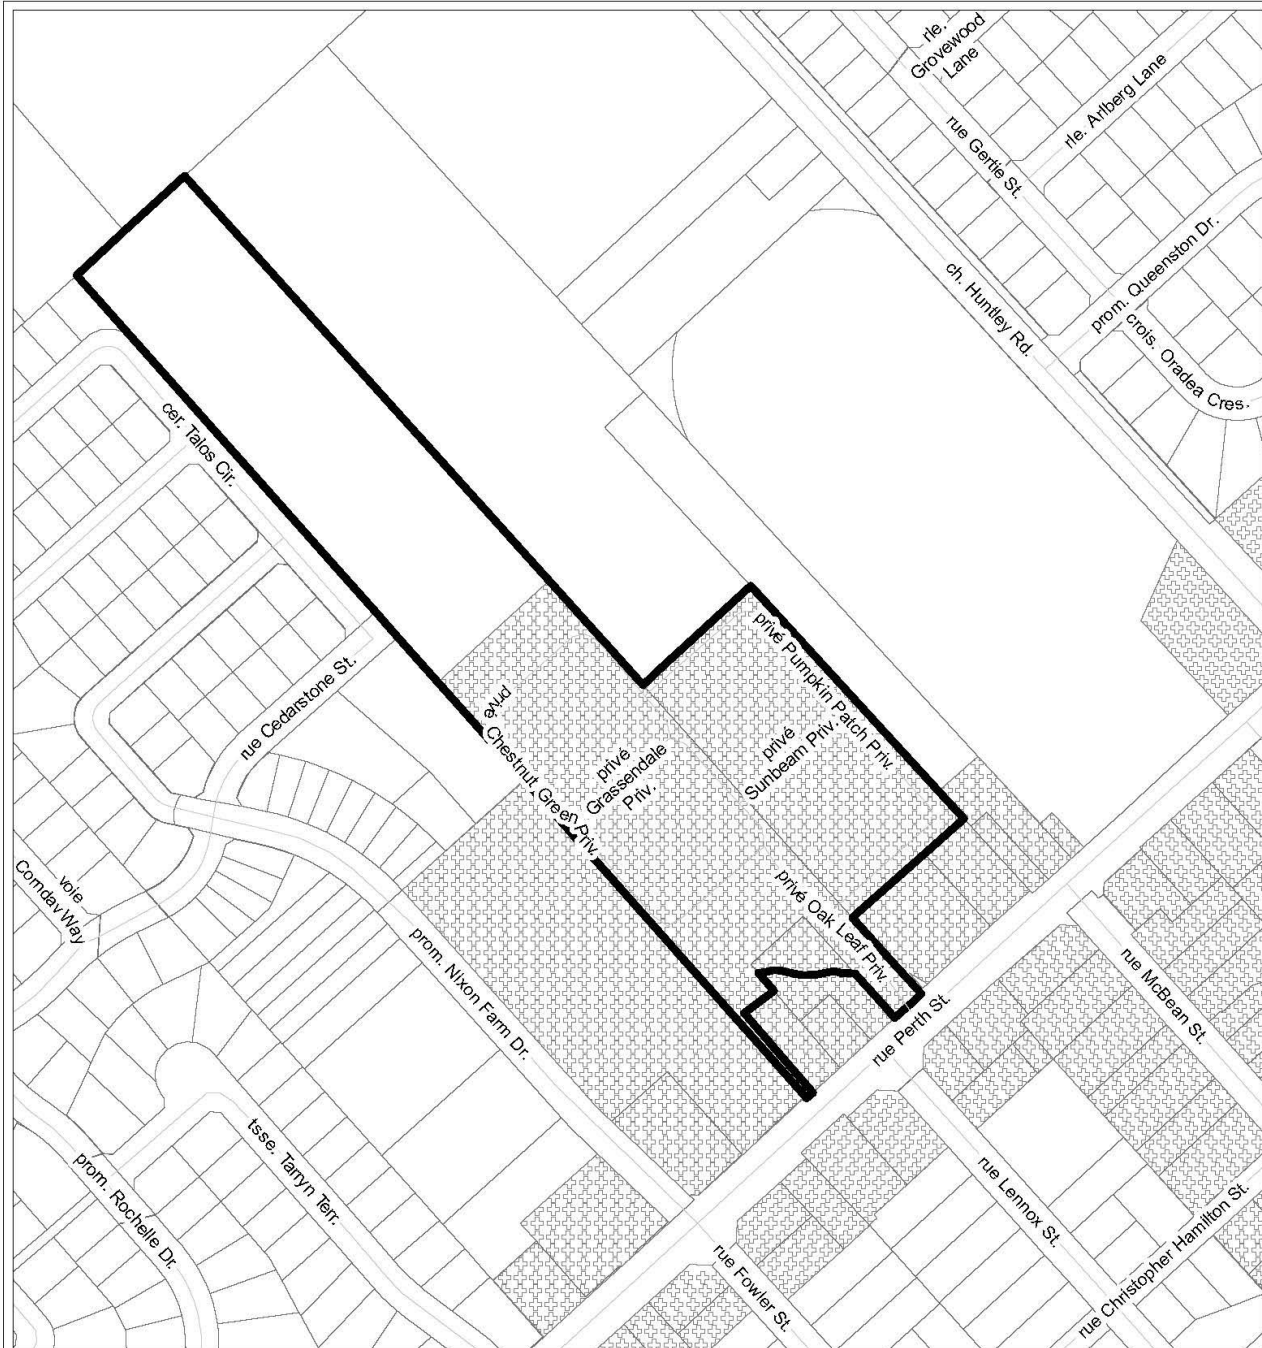 rle.
Grovewood
Lane
rle. Arlberg Lane
rue Gertie St.
prom. Queenston Dr.
ch. Huntley Rd.
crois. Oradea Cres.
cer. Talos Cir.
privé Pumpkin Patch Priv.
rue Cedarstone St.
privé
Chestnut Green Priv.
privé
Grassendale
Priv.
privé
Sunbeam Priv.
voie
Corndav Way
privé Oak Leaf Priv.
prom. Nixon Farm Dr.
rue Perth St.
rue McBean St.
tsse. Tarryn Terr.
prom. Rochelle Dr.
rue Lennox St.
rue Fowler St.
rue Christopher Hamilton St.